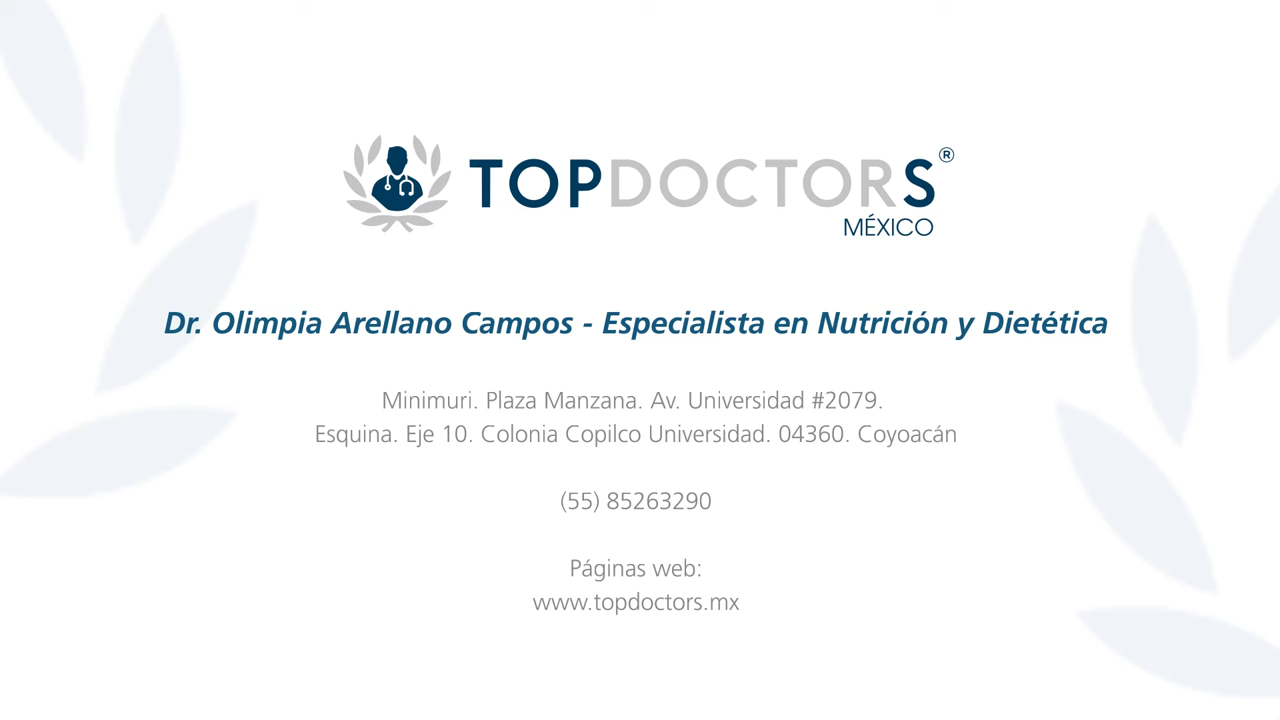 TOPDOCTORS®
MÉXICO
Dr. Olimpia Arellano Campos - Especialista en Nutrición y Dietética
Minimuri. Plaza Manzana. Av. Universidad #2079.
Esquina. Eje 10. Colonia Copilco Universidad. 04360. Coyoacán
(55) 85263290
Páginas web:
www.topdoctors.mx